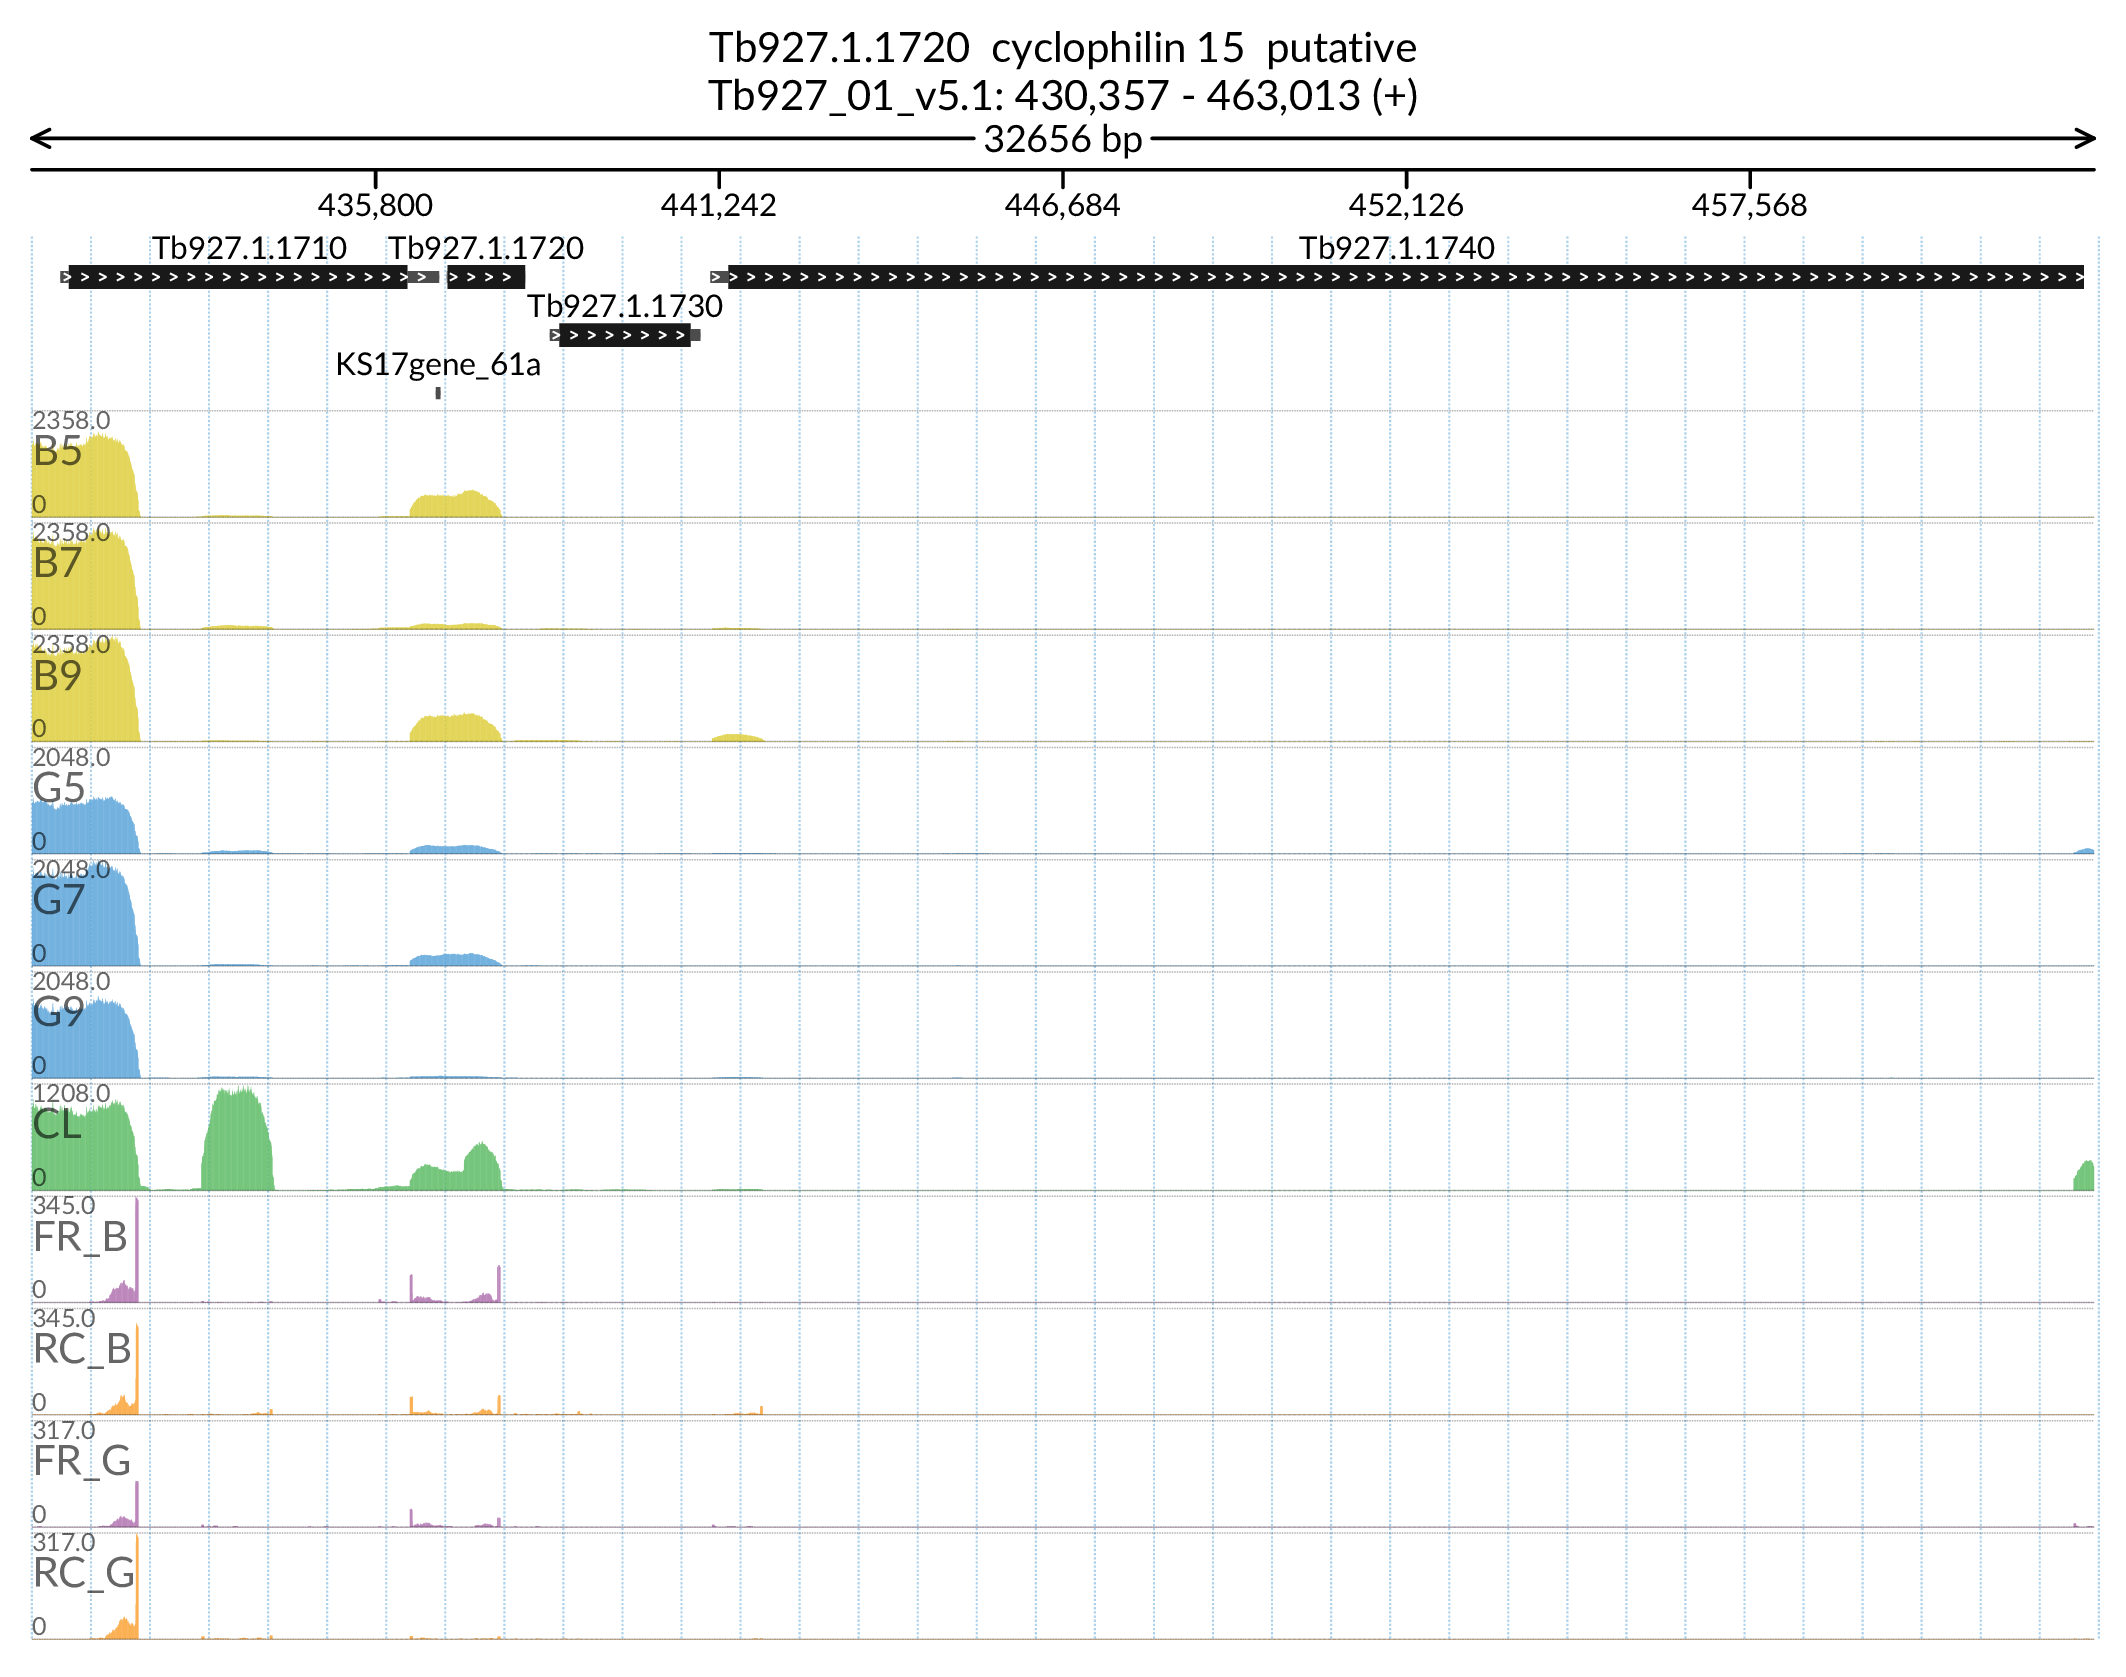 Tb927.1.1720  cyclophilin 15  putative
Tb927_01_v5.1: 430,357 - 463,013 (+)
32656 bp
435,800 441,242 446,684 452,126 457,568
Tb927.1.1710 Tb927.1.1720 Tb927.1.1740
Tb927.1.1730
KS17gene_61a
2358.0
B5
0
2358.0
B7
0
2358.0
B9
0
2048.0
G5
0
2048.0
G7
0
2048.0
G9
0
1208.0
CL
0
345.0
FR_B
0
345.0
RC_B
0
317.0
FR_G
0
317.0
RC_G
0